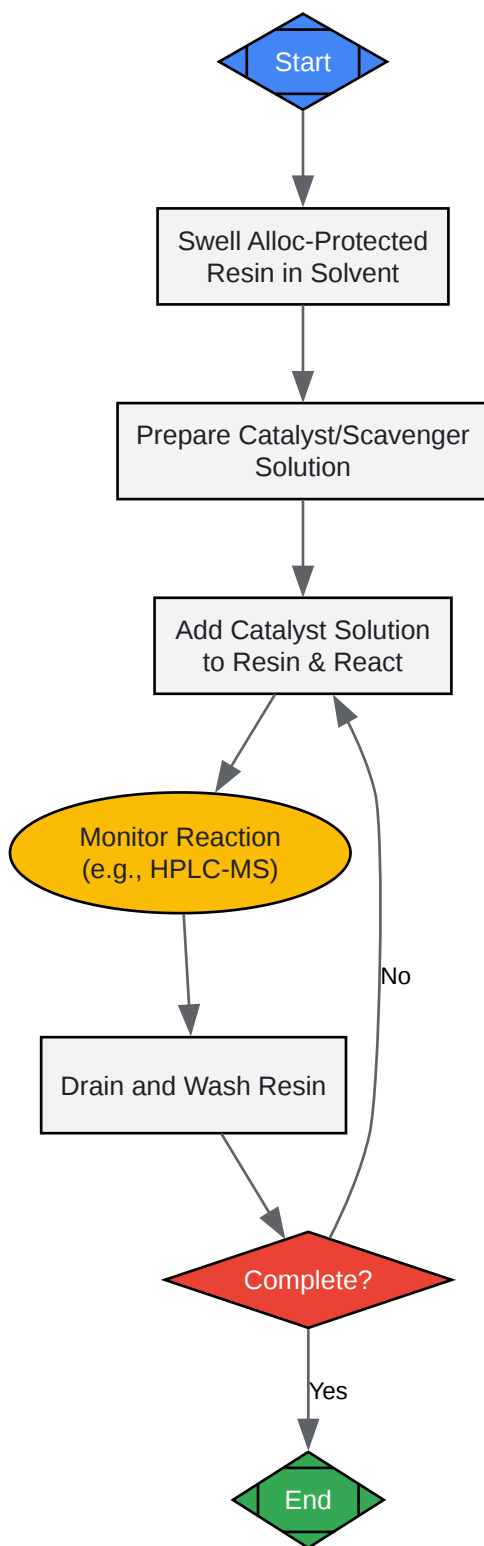 Start
Swell Alloc-Protected
Resin in Solvent
Prepare Catalyst/Scavenger
Solution
Add Catalyst Solution
to Resin & React
Monitor Reaction
(e.g., HPLC-MS)
No
Drain and Wash Resin
Complete?
Yes
End